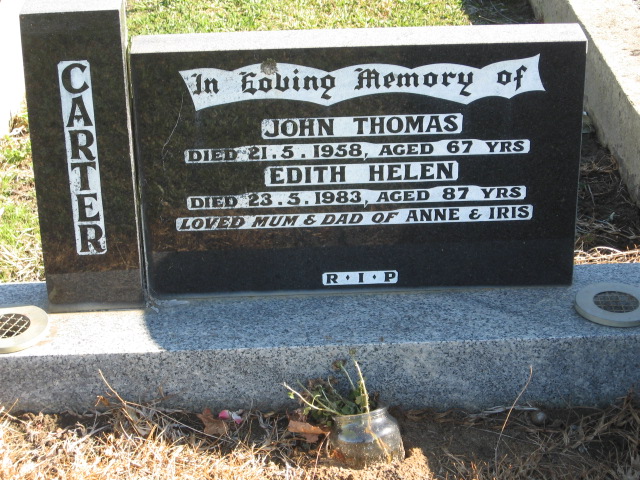 CARTER
In Loving Memory of
JOHN THOMAS
DIED 21.5.1958, AGED 67 YRS
EDITH HELEN
DIED 23.5.1983, AGED 87 YRS
LOVED MUM & DAD OF ANNE & IRIS
R·I·P